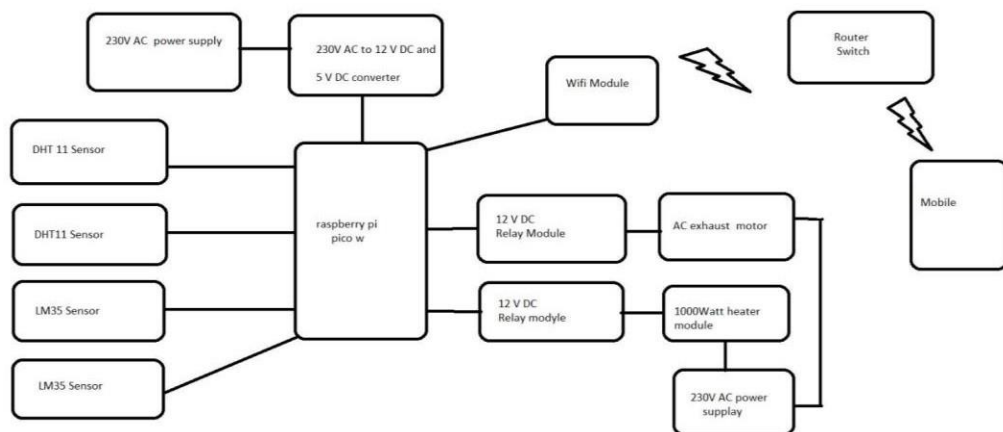 230V AC  power supply
230V AC to 12 V DC and
5 V DC converter
Router
Switch
Wifi Module
DHT 11 Sensor
Mobile
DHT11 Sensor
raspberry pi
pico w
12 V DC
Relay Module
AC exhaust  motor
LM35 Sensor
12 V DC
Relay modyle
1000Watt heater
module
LM35 Sensor
230V AC power
supplay